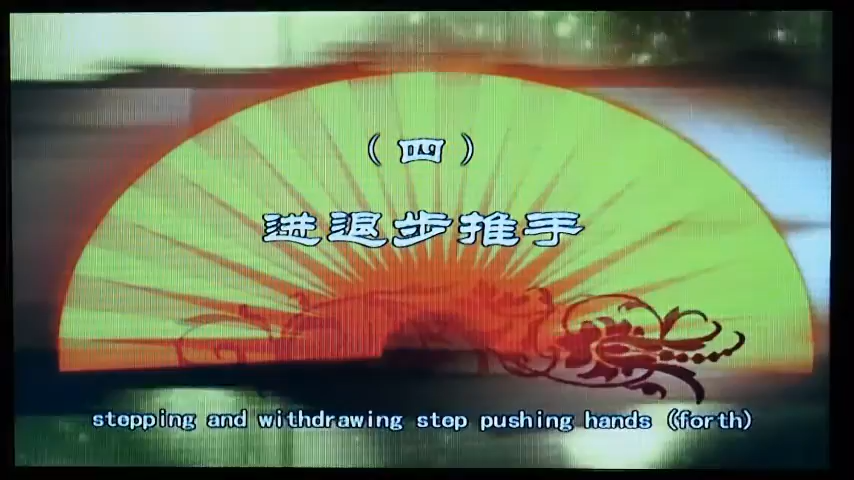 （四）
进退步推手
stepping and withdrawing step pushing hands (forth)